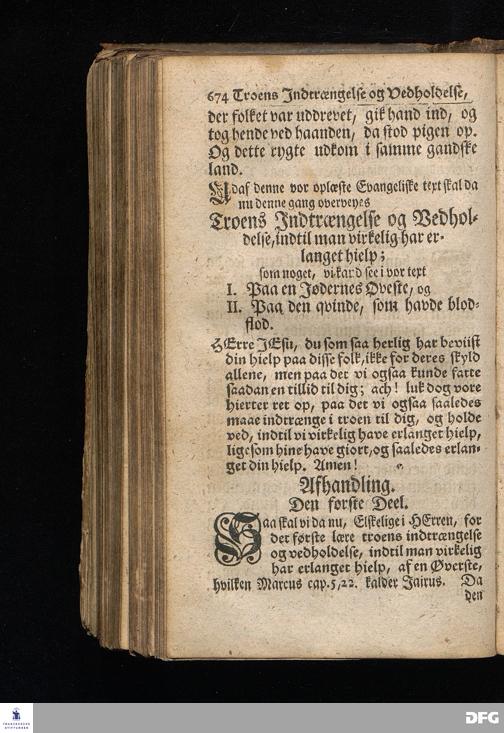 674 Troens Indtrængelse og Vedholdelse,
der folket var uddrevet, gik hand ind, og
tog hende ved haanden, da stod pigen op.
Og dette rygte udkom i samme gandske
land.
Udaf denne vor oplæste Evangeliske text skal da
nu denne gang overveyes
Troens Indtrængelse og Vedhol-
delse, indtil man virkelig har er-
langet hielp;
som noget, vi kand see i vor text
I. Paa en Jødernes Øveste, og
II. Paa den qvinde, som havde blod-
flod.
HErre JEsu, du som saa herlig har beviist
din hielp paa disse folk, ikke for deres skyld
allene, men paa det vi ogsaa kunde fatte
saadan en tillid til dig; ach! luk dog vore
hierter ret op, paa det vi ogsaa saaledes
maae indtrænge i troen til dig, og holde
ved, indtil vi virkelig have erlanget hielp,
ligesom hine have giort, og saaledes erlan-
get din hielp. Amen!
Afhandling.
Den første Deel.
Saa skal vi da nu, Elskelige i HErren, for
det første lære troens indtrængelse
og vedholdelse, indtil man virkelig
har erlanget hielp, af en Øverste,
hvilken Marcus cap. 5, 22. kalder Jairus. Da
den
FRANCKESCHE
STIFTUNGEN
DFG